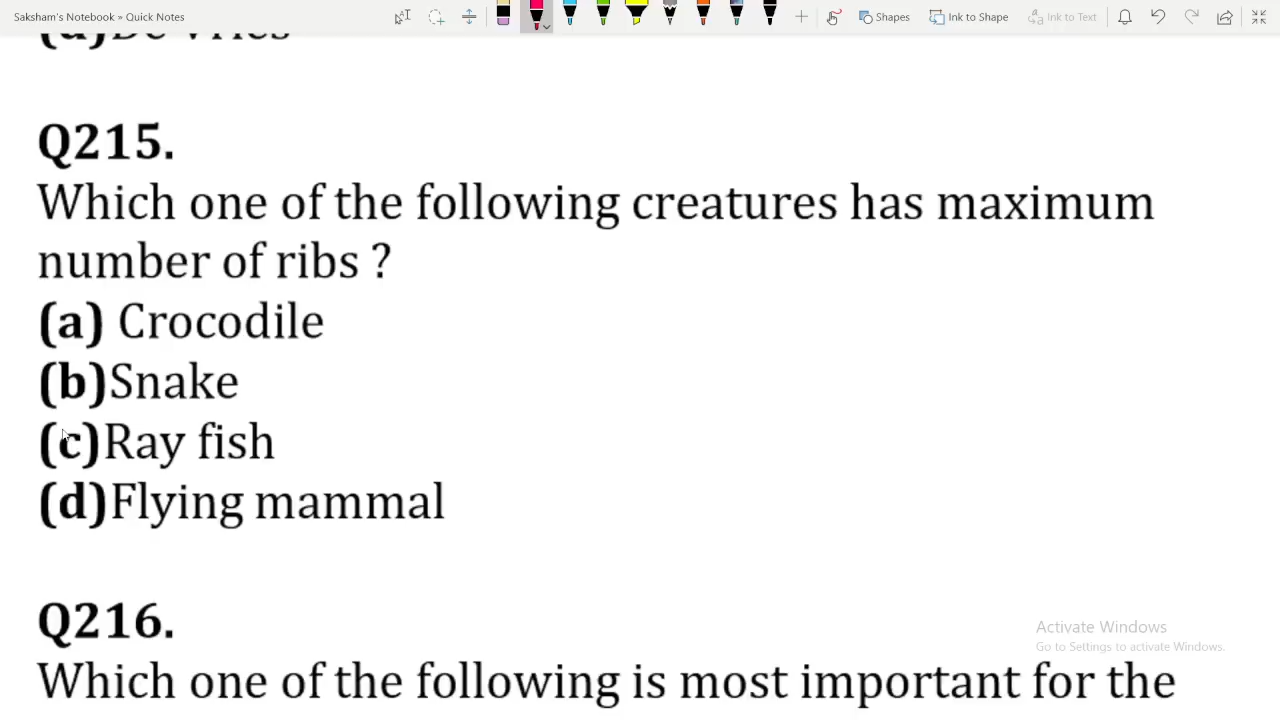 Saksham's Notebook » Quick Notes
Shapes
Ink to Shape
Ink to Text
(d)De Vries
Q215.
Which one of the following creatures has maximum
number of ribs ?
(a) Crocodile
(b)Snake
(c)Ray fish
(d)Flying mammal
Q216.
Activate Windows
Go to Settings to activate Windows.
Which one of the following is most important for the